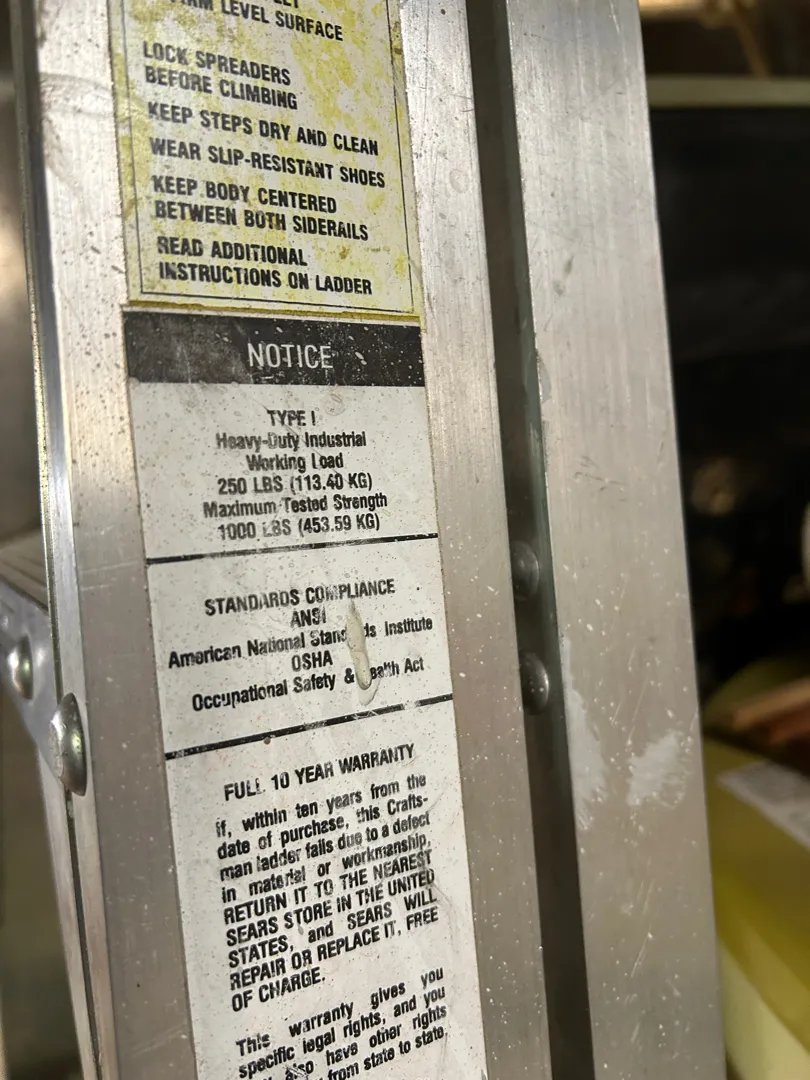 LEVEL SURFACE
LOCK SPREADERS
BEFORE CLIMBING
KEEP STEPS DRY AND CLEAN
WEAR SLIP-RESISTANT SHOES
KEEP BODY CENTERED
BETWEEN BOTH SIDERAILS
READ ADDITIONAL
INSTRUCTIONS ON LADDER
NOTICE
TYPE I
Heavy-Duty Industrial
Working Load
250 LBS (113.40 KG)
Maximum Tested Strength
1000 LBS (453.59 KG)
STANDARDS COMPLIANCE
ANSI
American National Standards Institute
OSHA
Occupational Safety & Health Act
FULL 10 YEAR WARRANTY
If, within ten years from the
date of purchase, this Crafts-
man ladder fails due to a defect
in material or workmanship,
RETURN IT TO THE NEAREST
SEARS STORE IN THE UNITED
STATES, and SEARS WILL
REPAIR OR REPLACE IT, FREE
OF CHARGE.
This warranty gives you
specific legal rights, and you
also have other rights
from state to state.